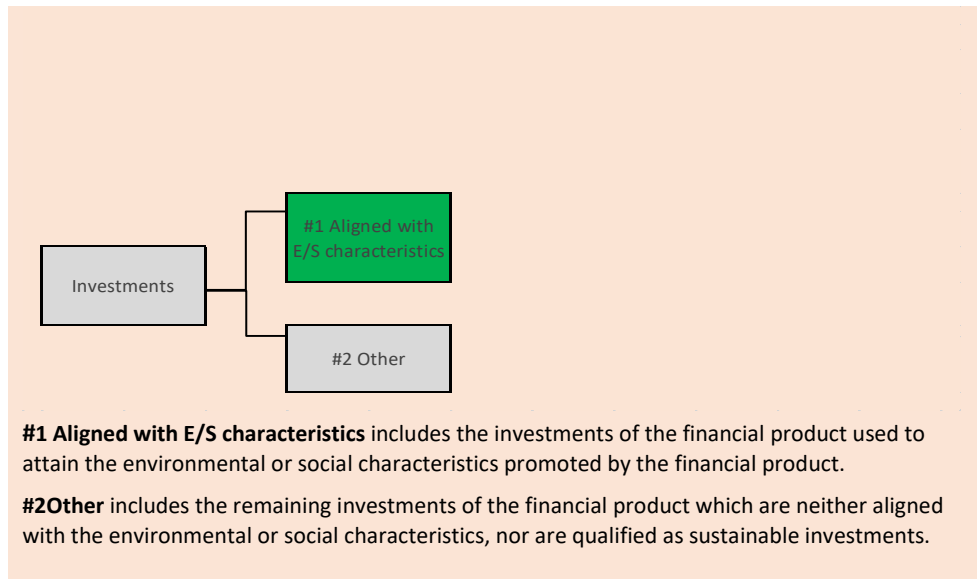 #1 Aligned with
E/S characteristics
Investments
#2 Other
#1 Aligned with E/S characteristics includes the investments of the financial product used to
attain the environmental or social characteristics promoted by the financial product.
#2Other includes the remaining investments of the financial product which are neither aligned
with the environmental or social characteristics, nor are qualified as sustainable investments.